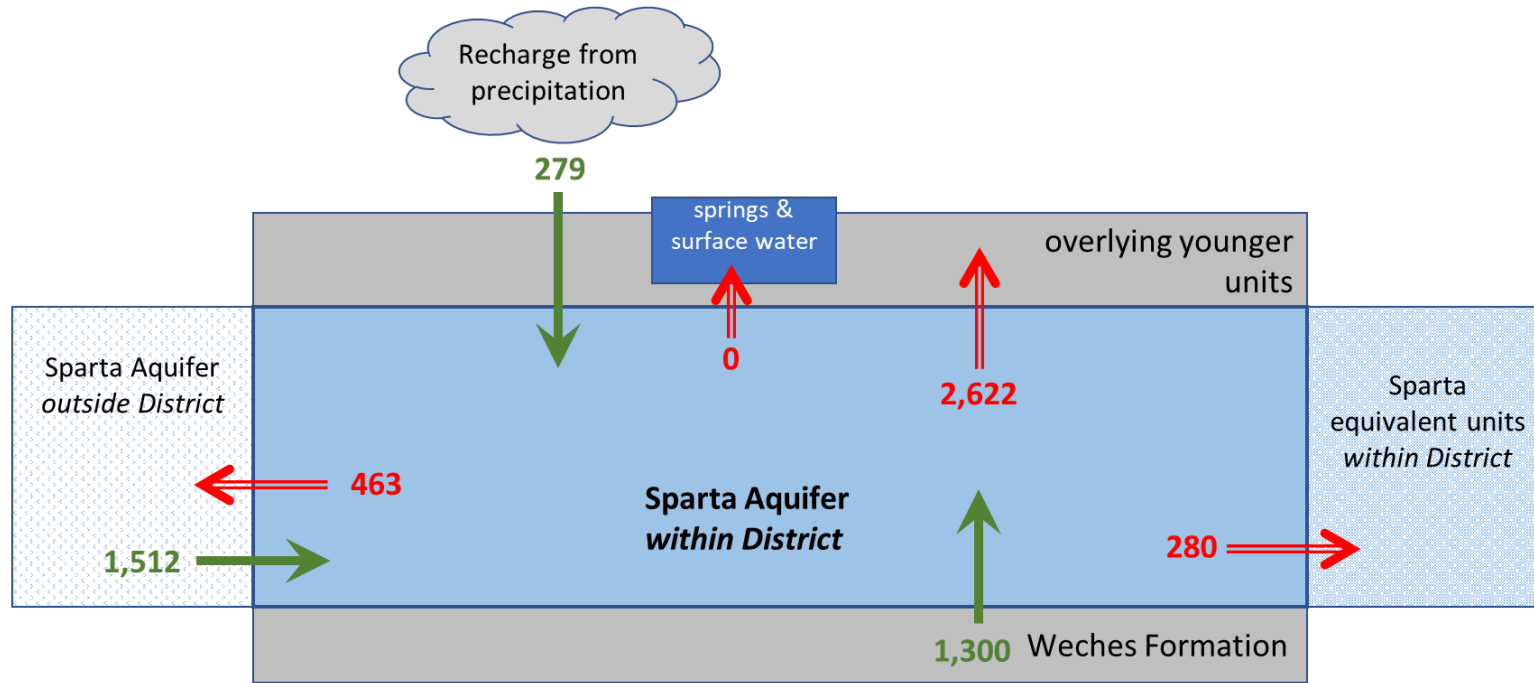 Recharge from
precipitation
279
springs &
surface water
overlying younger
units
0
2,622
Sparta Aquifer
outside District
Sparta
equivalent units
within District
463
Sparta Aquifer
within District
1,512
280
1,300
Weches Formation